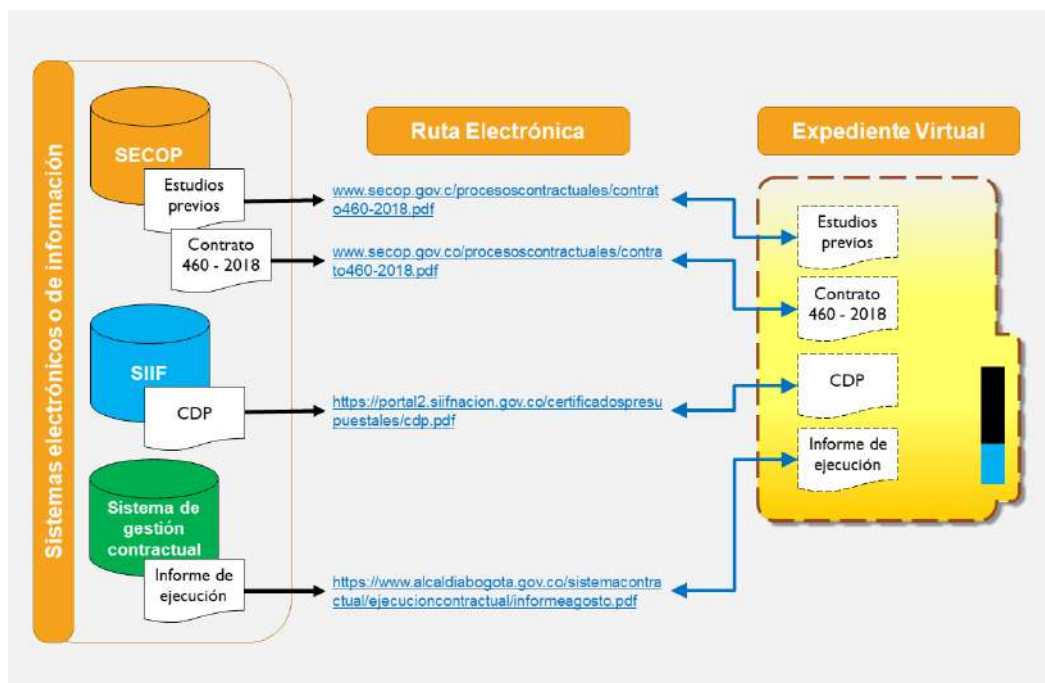 Sistemas electrónicos o de información
SECOP
Estudios
previos
Contrato
460 - 2018
SIIF
CDP
Sistema de
gestión
contractual
Informe de
ejecución
Ruta Electrónica
www.secop.gov.c/procesoscontractuales/contrat
o460-2018.pdf
www.secop.gov.co/procesoscontractuales/contra
to460-2018.pdf
https://portal2.siifnacion.gov.co/certificadospresu
puestales/cdp.pdf
https://www.alcaldiabogota.gov.co/sistemacontra
ctual/ejecucioncontractual/informeagosto.pdf
Expediente Virtual
Estudios
previos
Contrato
460 - 2018
CDP
Informe de
ejecución